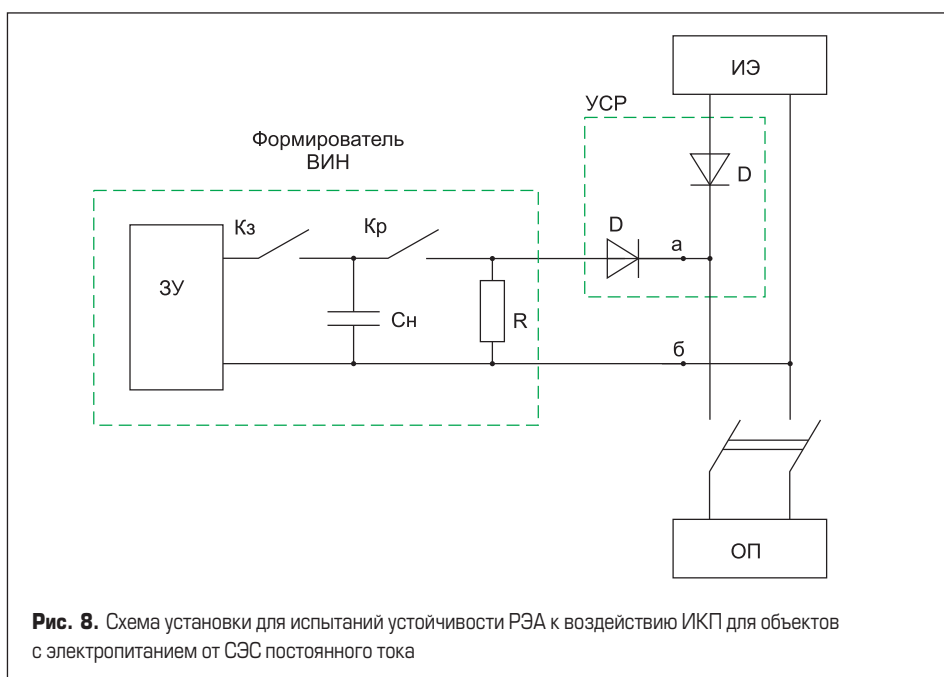 ИЭ
УСР
Формирователь
ВИН
D
Кз
Кр
D
а
ЗУ
Сн
R
б
ОП
Рис. 8. Схема установки для испытаний устойчивости РЭА к воздействию ИКП для объектов
с электропитанием от СЭС постоянного тока